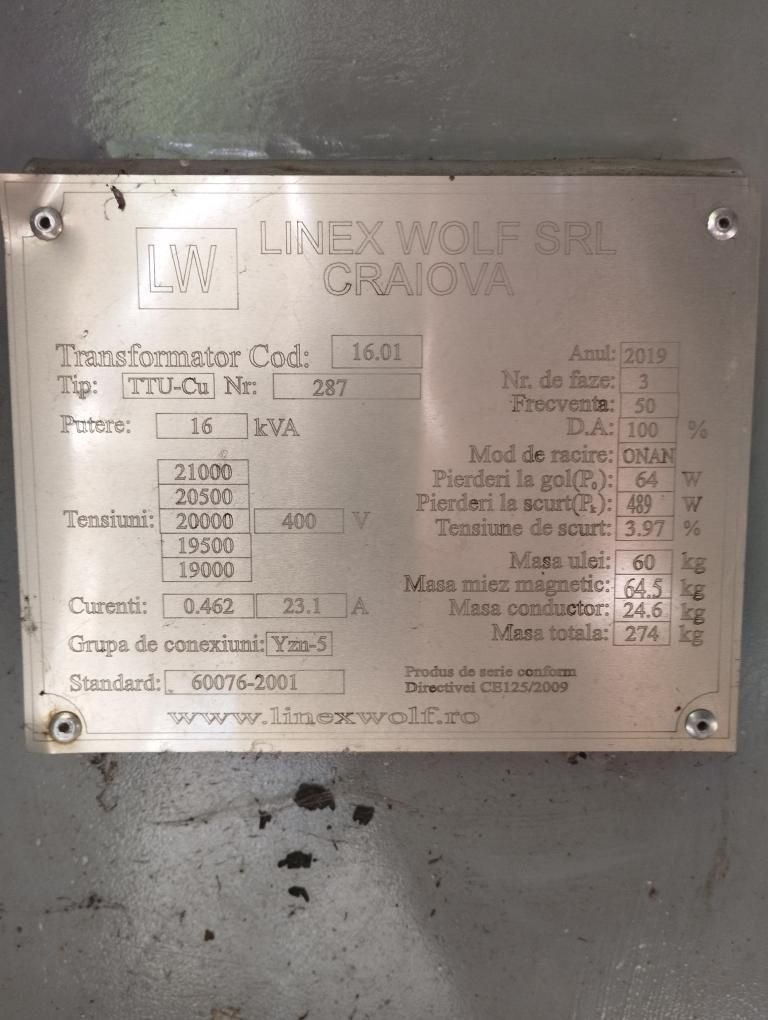 LW
LINEX WOLF SRL
CRAIOVA
Transformator Cod: 16.01
Tip: TTU-Cu Nr: 287
Putere: 16 kVA
21000
20500
Tensiuni: 20000 400 V
19500
19000
Curenti: 0.462 23.1 A
Grupa de conexiuni: Yzn-5
Standard: 60076-2001
Anul: 2019
Nr. de faze: 3
Frecventa: 50
D.A: 100 %
Mod de racire: ONAN
Pierderi la gol(P₀): 64 W
Pierderi la scurt(Pₖ): 489 W
Tensiune de scurt: 3.97 %
Masa ulei: 60 kg
Masa miez magnetic: 64.5 kg
Masa conductor: 24.6 kg
Masa totala: 274 kg
Produs de serie conform
Directivei CE125/2009
www.linexwolf.ro